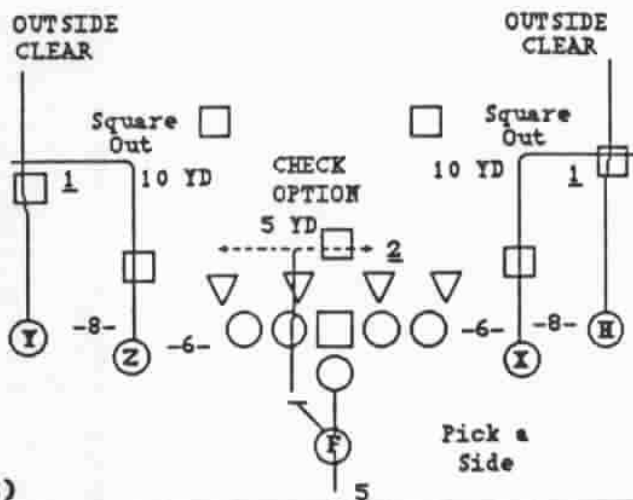 OUTSIDE
CLEAR
OUTSIDE
CLEAR
Square
Out
Square
Out
10 YD
1
CHECK
OPTION
5 YD
10 YD
1
2
Y
-8-
Z
-6-
-6-
X
-8-
H
F
Pick a
Side
5
)